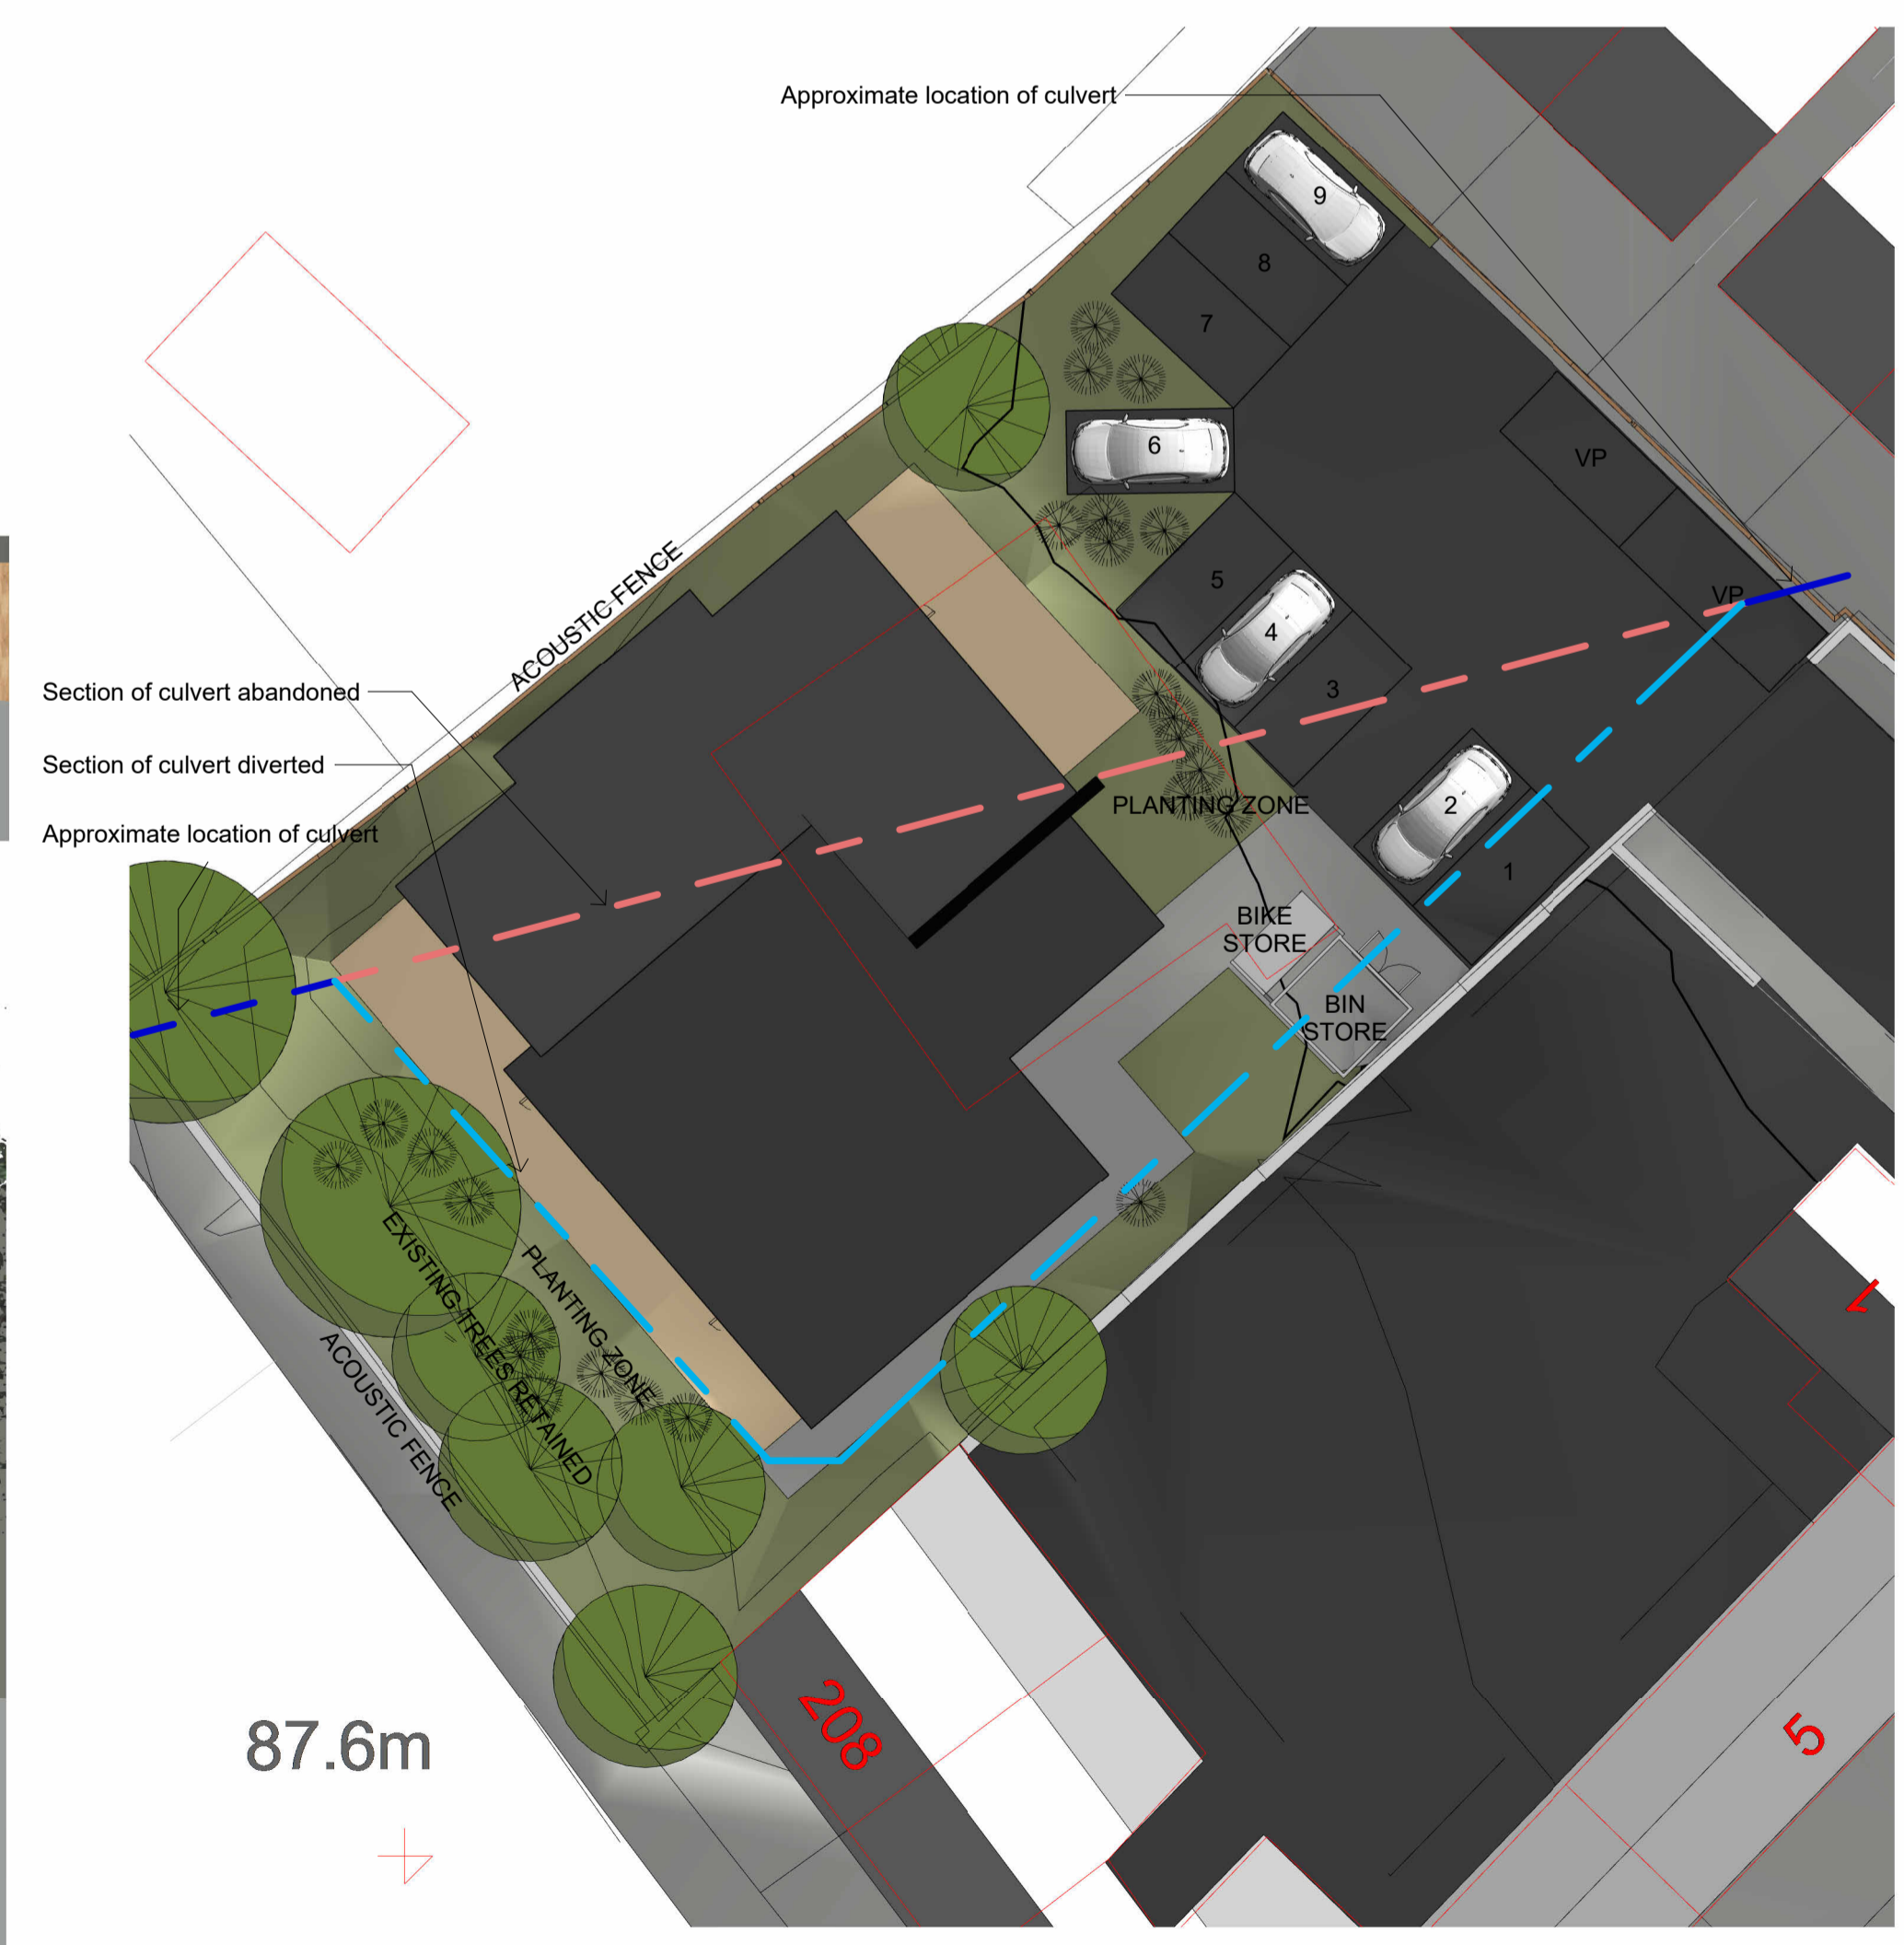 Approximate location of culvert
9
8
7
6
VP
5
4
VP
3
ACOUSTIC FENCE
Section of culvert abandoned
Section of culvert diverted
Approximate location of culvert
PLANTING ZONE
2
1
BIKE
STORE
BIN
STORE
EXISTING TREES RETAINED
PLANTING ZONE
ACOUSTIC FENCE
1
208
5
87.6m